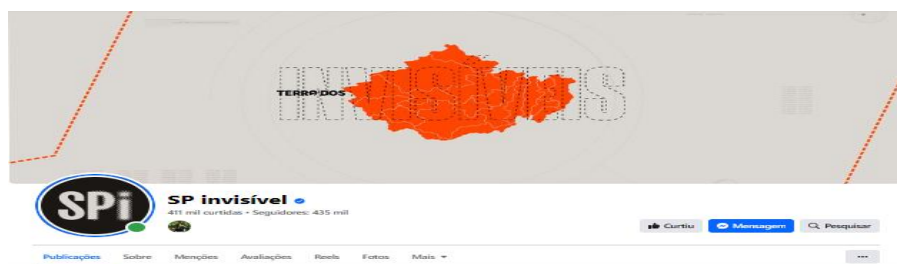 TERRA DOS
INVISÍVEIS
SPi
SP invisível
411 mil curtidas • Seguidores: 435 mil
Curtiu
Mensagem
Pesquisar
Publicações
Sobre
Menções
Avaliações
Reels
Fotos
Mais